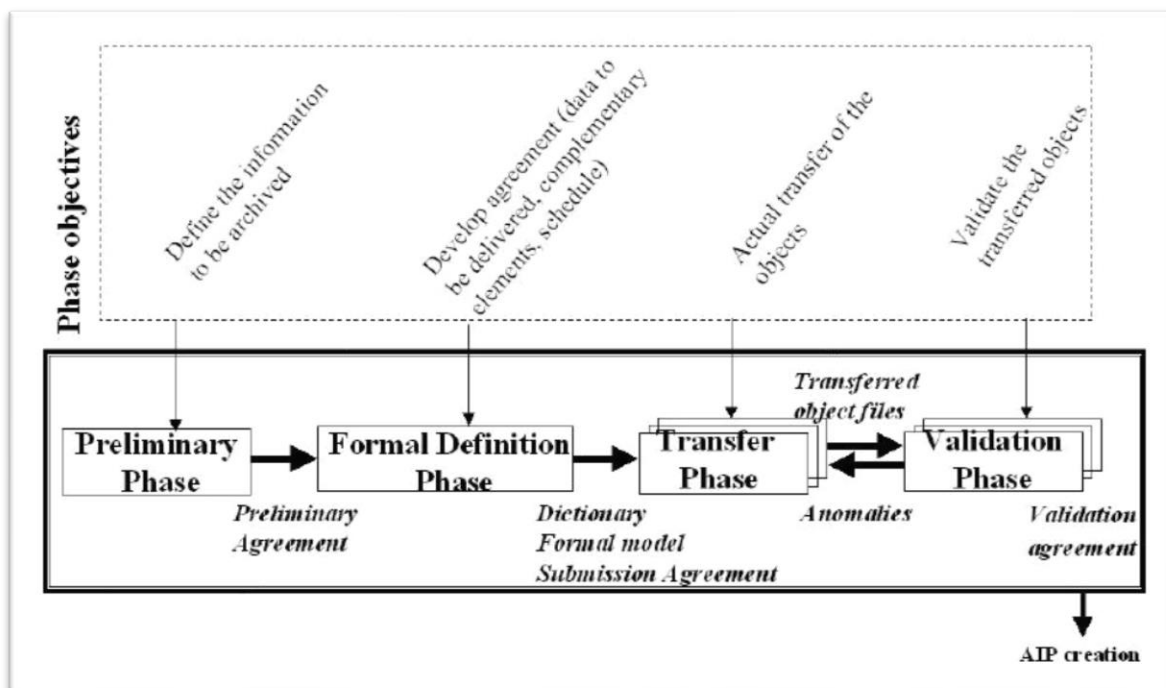 Phase objectives
Define the information
to be archived
Develop agreement (data to
be delivered, complementary
elements, schedule)
Actual transfer of the
objects
Validate the
transferred objects
Transferred
object files
Preliminary
Phase
Formal Definition
Phase
Transfer
Phase
Validation
Phase
Preliminary
Agreement
Dictionary
Formal model
Submission Agreement
Anomalies
Validation
agreement
AIP creation